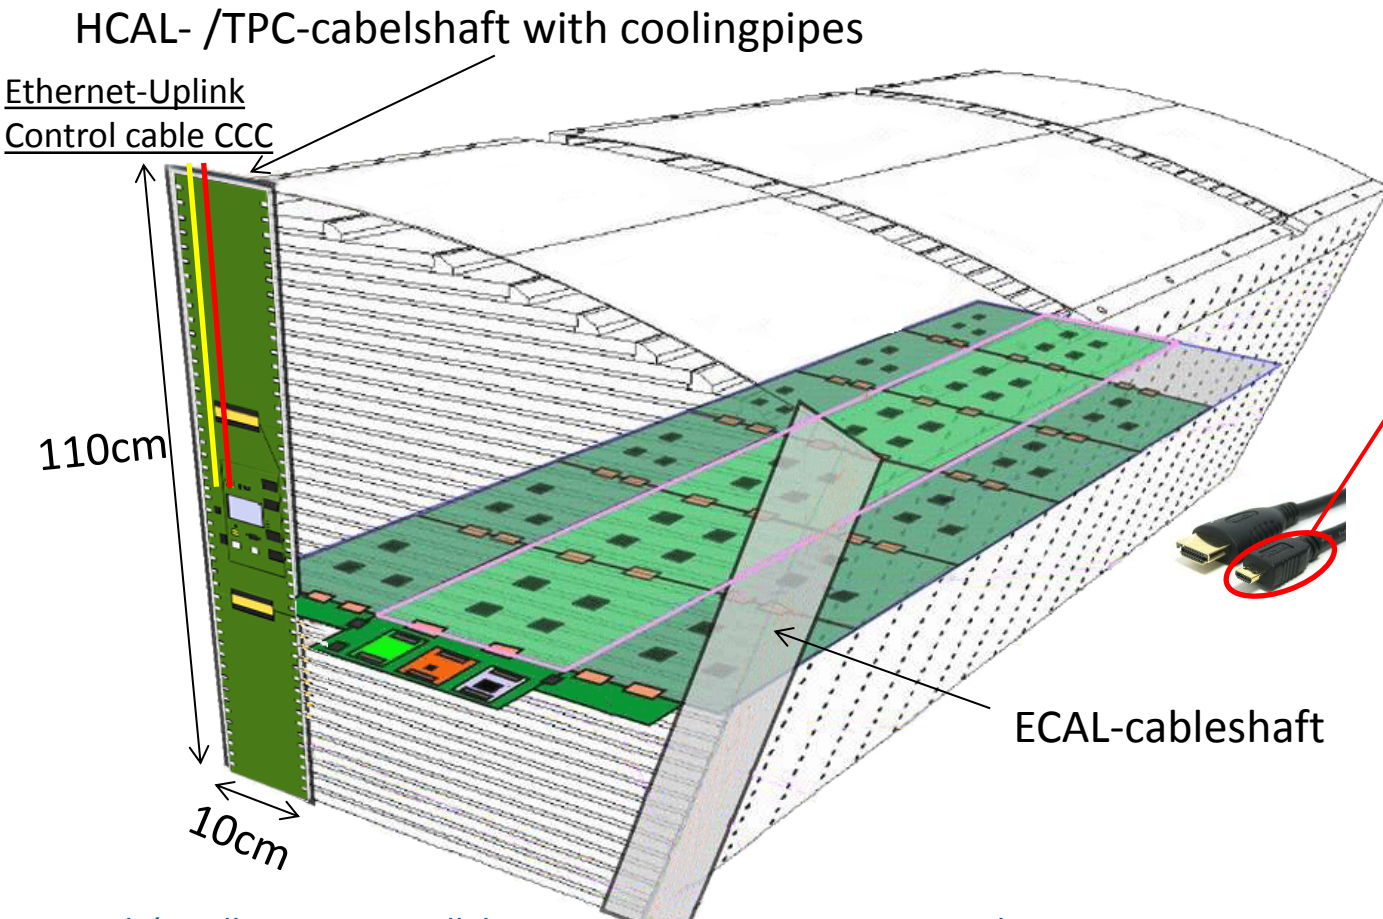 HCAL- /TPC-cabelshaft with coolingpipes
Ethernet-Uplink
Control cable CCC
110cm
ECAL-cableshaft
10cm